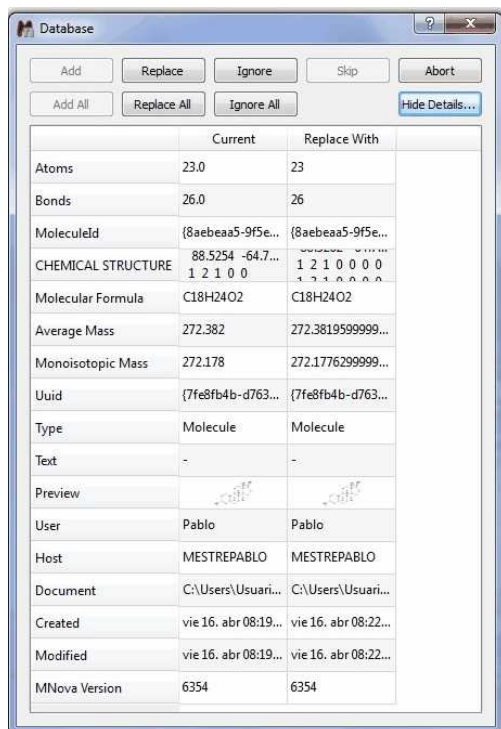 Database
Add Replace Ignore Skip Abort
Add All Replace All Ignore All Hide Details...
Current Replace With
Atoms 23.0 23
Bonds 26.0 26
MoleculeId {8aebeaa5-9f5e... {8aebeaa5-9f5e...
CHEMICAL STRUCTURE 88.5254 -64.7...
1 2 1 0 0 1 2 1 0 0 0 0
Molecular Formula C18H24O2 C18H24O2
Average Mass 272.382 272.3819599999...
Monoisotopic Mass 272.178 272.1776299999...
Uuid {7fe8fb4b-d763... {7fe8fb4b-d763...
Type Molecule Molecule
Text - -
Preview
User Pablo Pablo
Host MESTREPABLO MESTREPABLO
Document C:\Users\Usuari... C:\Users\Usuari...
Created vie 16. abr 08:19... vie 16. abr 08:22...
Modified vie 16. abr 08:19... vie 16. abr 08:22...
MNova Version 6354 6354